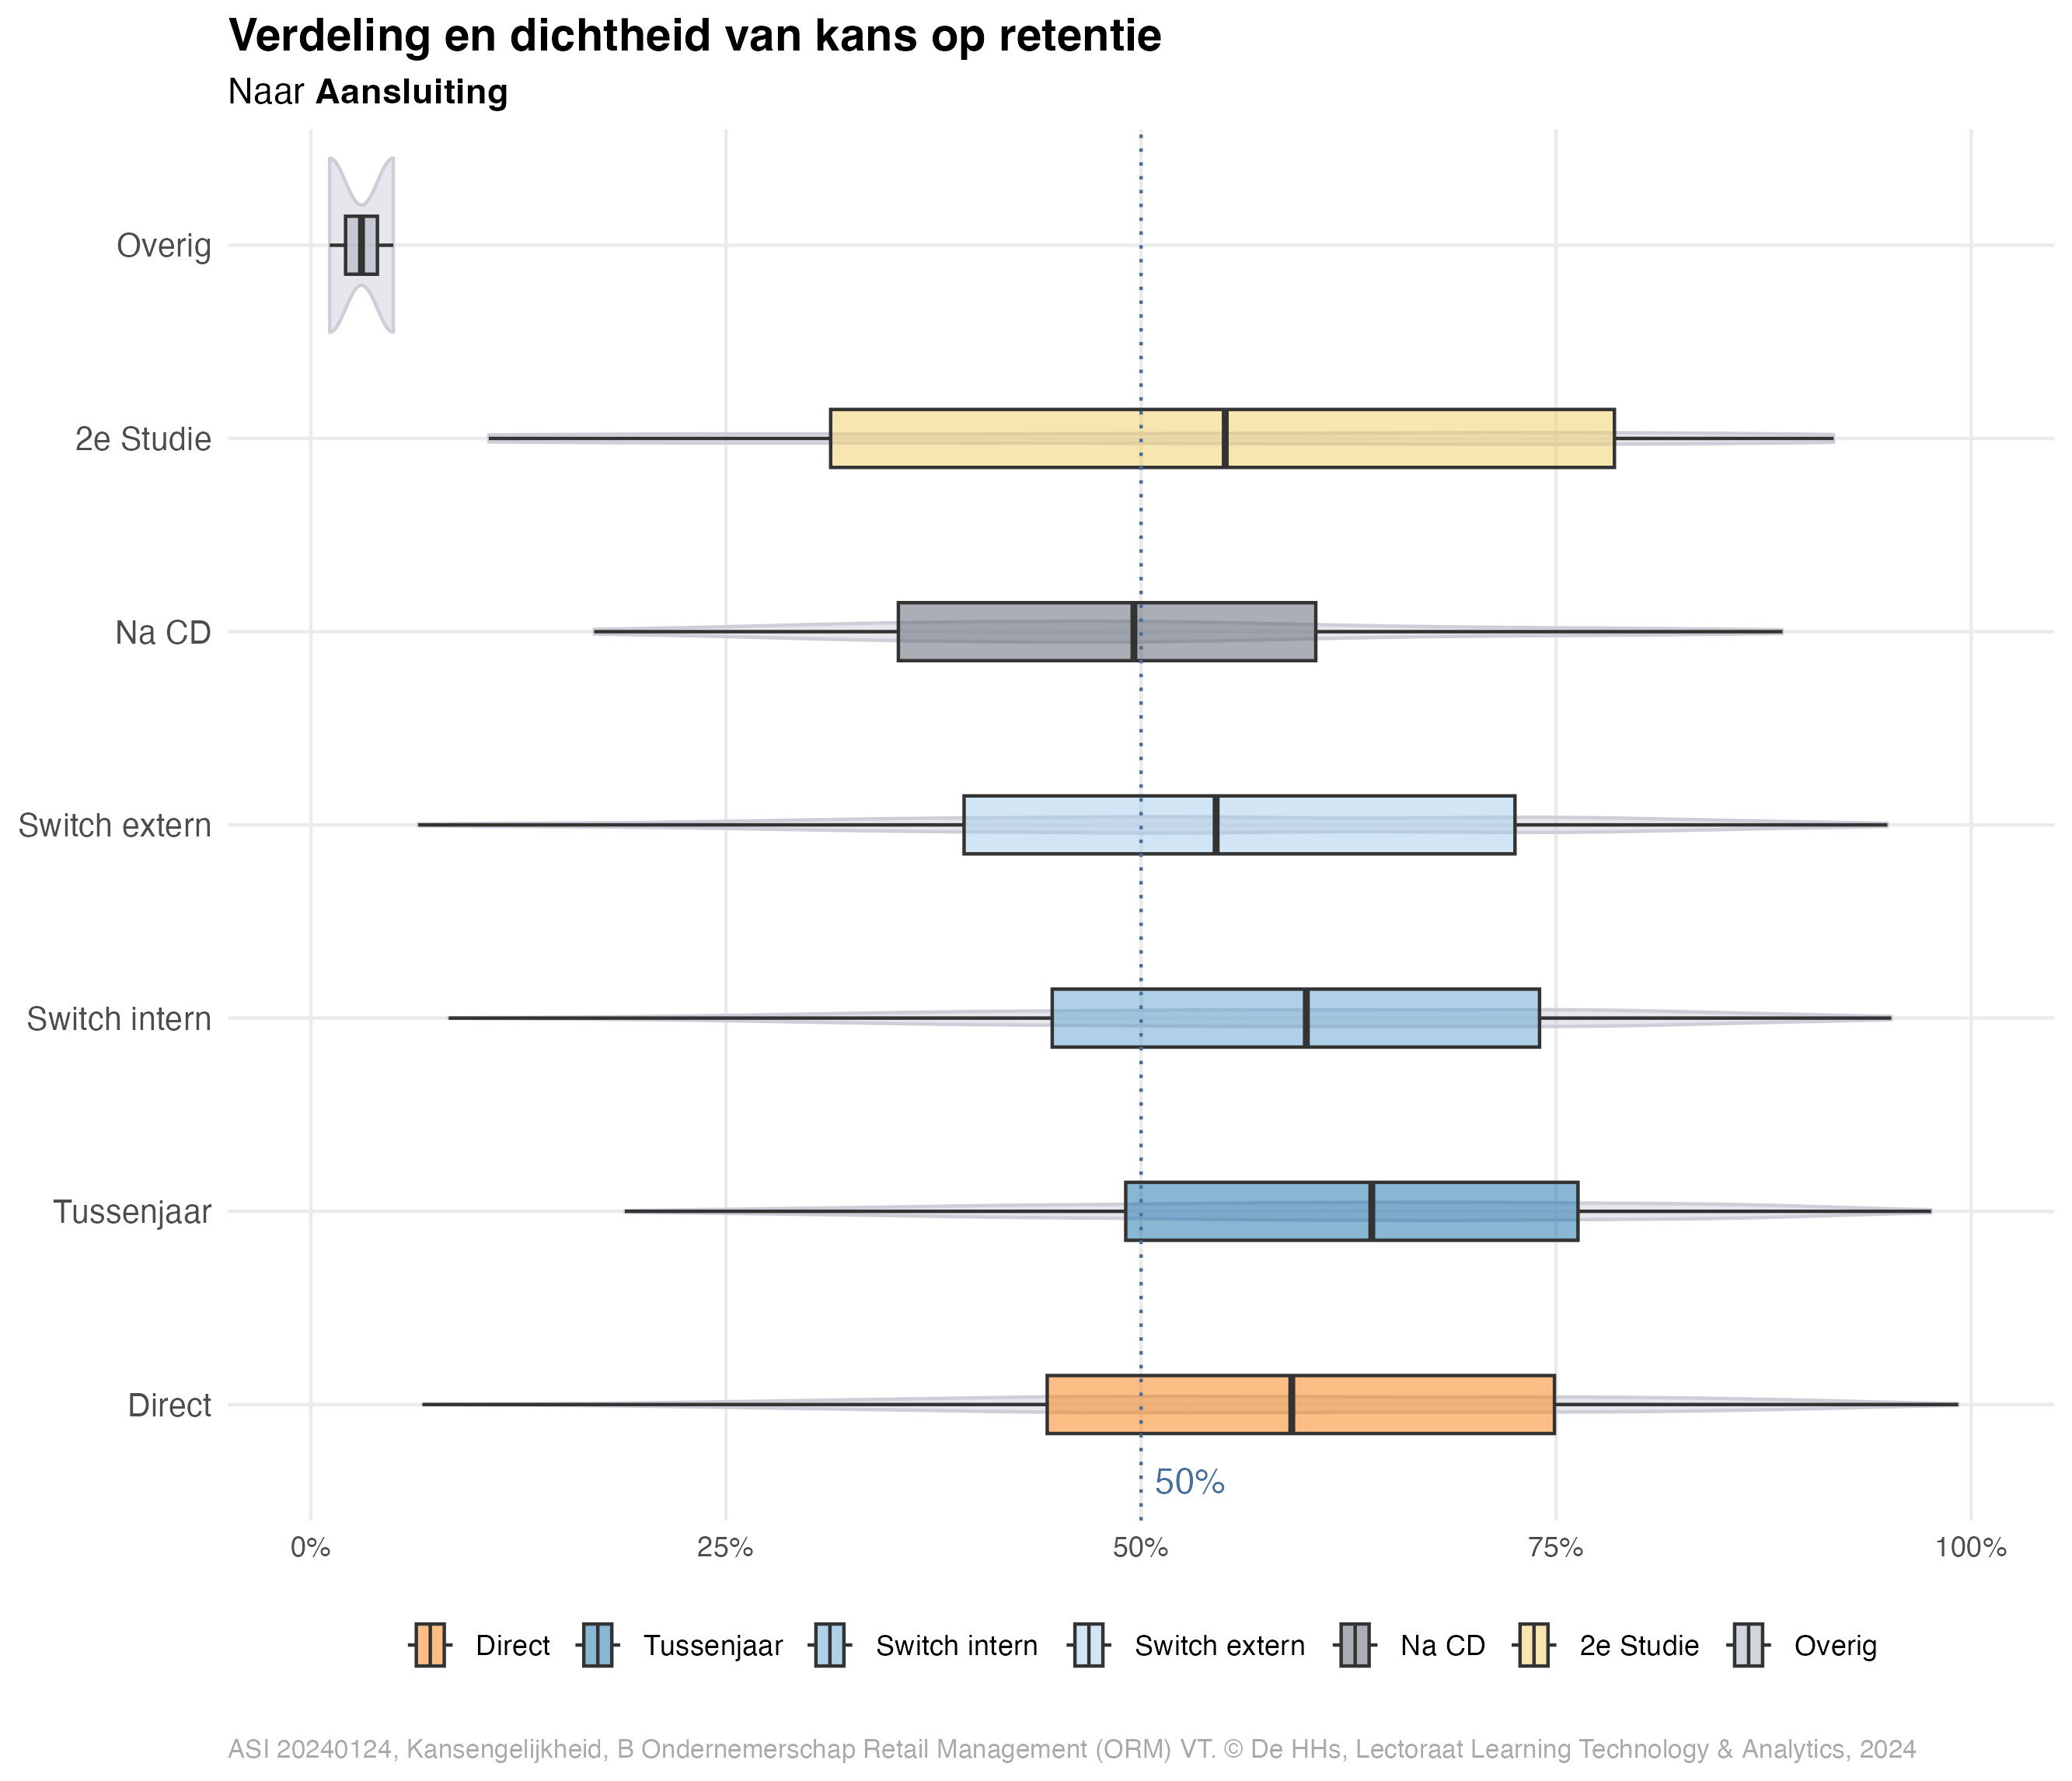 Verdeling en dichtheid van kans op retentie
Naar Aansluiting
Overig
2e Studie
Na CD
Switch extern
Switch intern
Tussenjaar
Direct
50%
0% 25% 50% 75% 100%
Direct Tussenjaar Switch intern Switch extern Na CD 2e Studie Overig
ASI 20240124, Kansengelijkheid, B Ondernemerschap Retail Management (ORM) VT. © De HHs, Lectoraat Learning Technology & Analytics, 2024